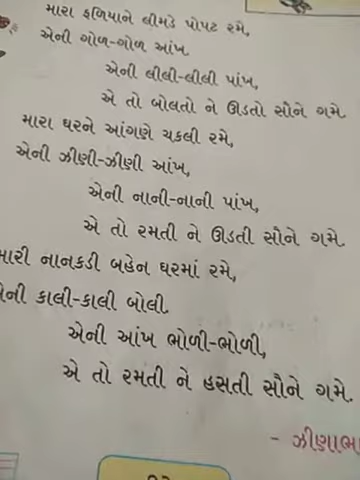 મારા ફળિયાને લીમડે પોપટ રમે,
એની ગોળ-ગોળ આંખ.
એની લીલી-લીલી પાંખ,
એ તો બોલતો ને ઊડતો સૌને ગમે.
મારા ઘરને આંગણે ચકલી રમે,
એની ઝીણી-ઝીણી આંખ,
એની નાની-નાની પાંખ,
એ તો રમતી ને ઊડતી સૌને ગમે.
મારી નાનકડી બહેન ઘરમાં રમે,
એની કાલી-કાલી બોલી.
એની આંખ ભોળી-ભોળી,
એ તો રમતી ને હસતી સૌને ગમે.
- ઝીણાભા